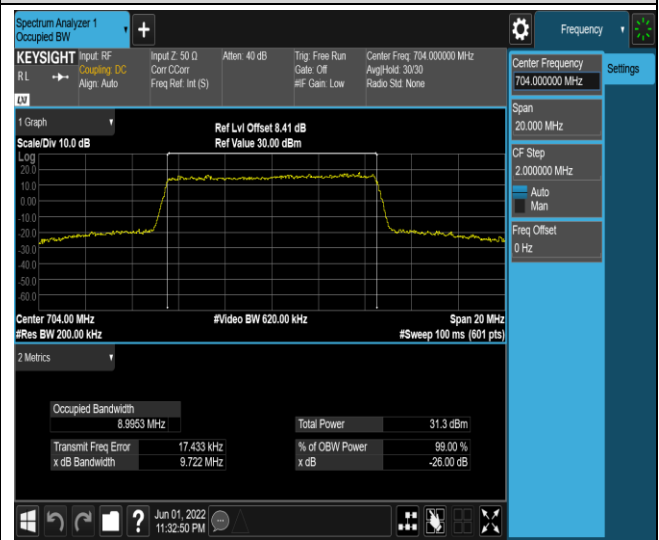 Spectrum Analyzer 1
Occupied BW
+
Frequency
KEYSIGHT
RL
LXI
Input: RF
Coupling: DC
Align: Auto
Input Z: 50 Ω
Corr CCorr
Freq Ref: Int (S)
Atten: 40 dB
Trig: Free Run
Gate: Off
#IF Gain: Low
Center Freq: 704.000000 MHz
Avg|Hold: 30/30
Radio Std: None
Center Frequency
704.000000 MHz
Settings
Span
20.000 MHz
CF Step
2.000000 MHz
Auto
Man
Freq Offset
0 Hz
1 Graph
Scale/Div 10.0 dB
Ref Lvl Offset 8.41 dB
Ref Value 30.00 dBm
Log
20.0
10.0
0.00
-10.0
-20.0
-30.0
-40.0
-50.0
-60.0
Center 704.00 MHz
#Video BW 620.00 kHz
Span 20 MHz
#Res BW 200.00 kHz
#Sweep 100 ms (601 pts)
2 Metrics
Occupied Bandwidth
8.9953 MHz
Total Power 31.3 dBm
Transmit Freq Error 17.433 kHz
% of OBW Power 99.00 %
x dB Bandwidth 9.722 MHz
x dB -26.00 dB
?
Jun 01, 2022
11:32:50 PM